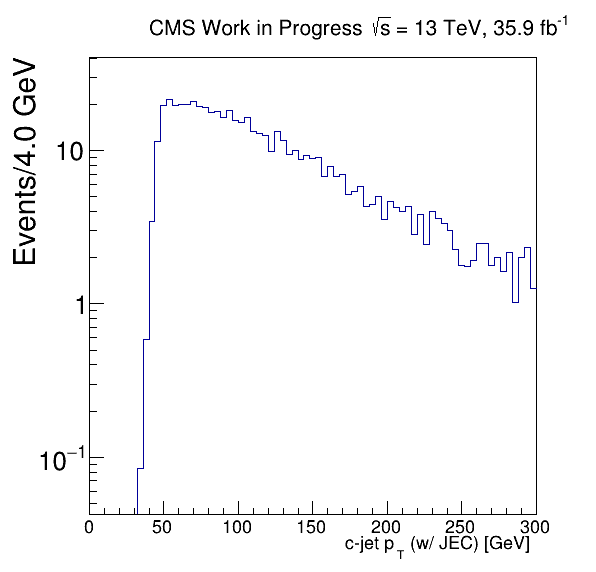 CMS Work in Progress √s = 13 TeV, 35.9 fb⁻¹
Events/4.0 GeV
10
1
10⁻¹
0 50 100 150 200 250 300
c-jet p_T (w/ JEC) [GeV]